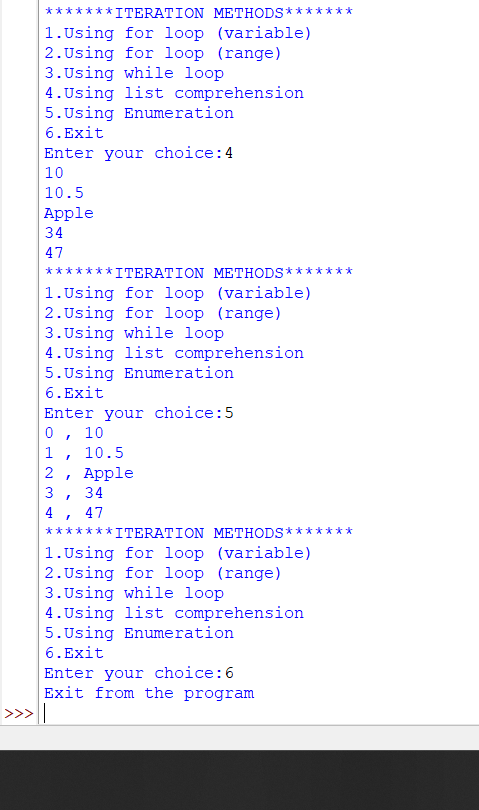 *******ITERATION METHODS*******
1.Using for loop (variable)
2.Using for loop (range)
3.Using while loop
4.Using list comprehension
5.Using Enumeration
6.Exit
Enter your choice:4
10
10.5
Apple
34
47
*******ITERATION METHODS*******
1.Using for loop (variable)
2.Using for loop (range)
3.Using while loop
4.Using list comprehension
5.Using Enumeration
6.Exit
Enter your choice:5
0 , 10
1 , 10.5
2 , Apple
3 , 34
4 , 47
*******ITERATION METHODS*******
1.Using for loop (variable)
2.Using for loop (range)
3.Using while loop
4.Using list comprehension
5.Using Enumeration
6.Exit
Enter your choice:6
Exit from the program
>>>